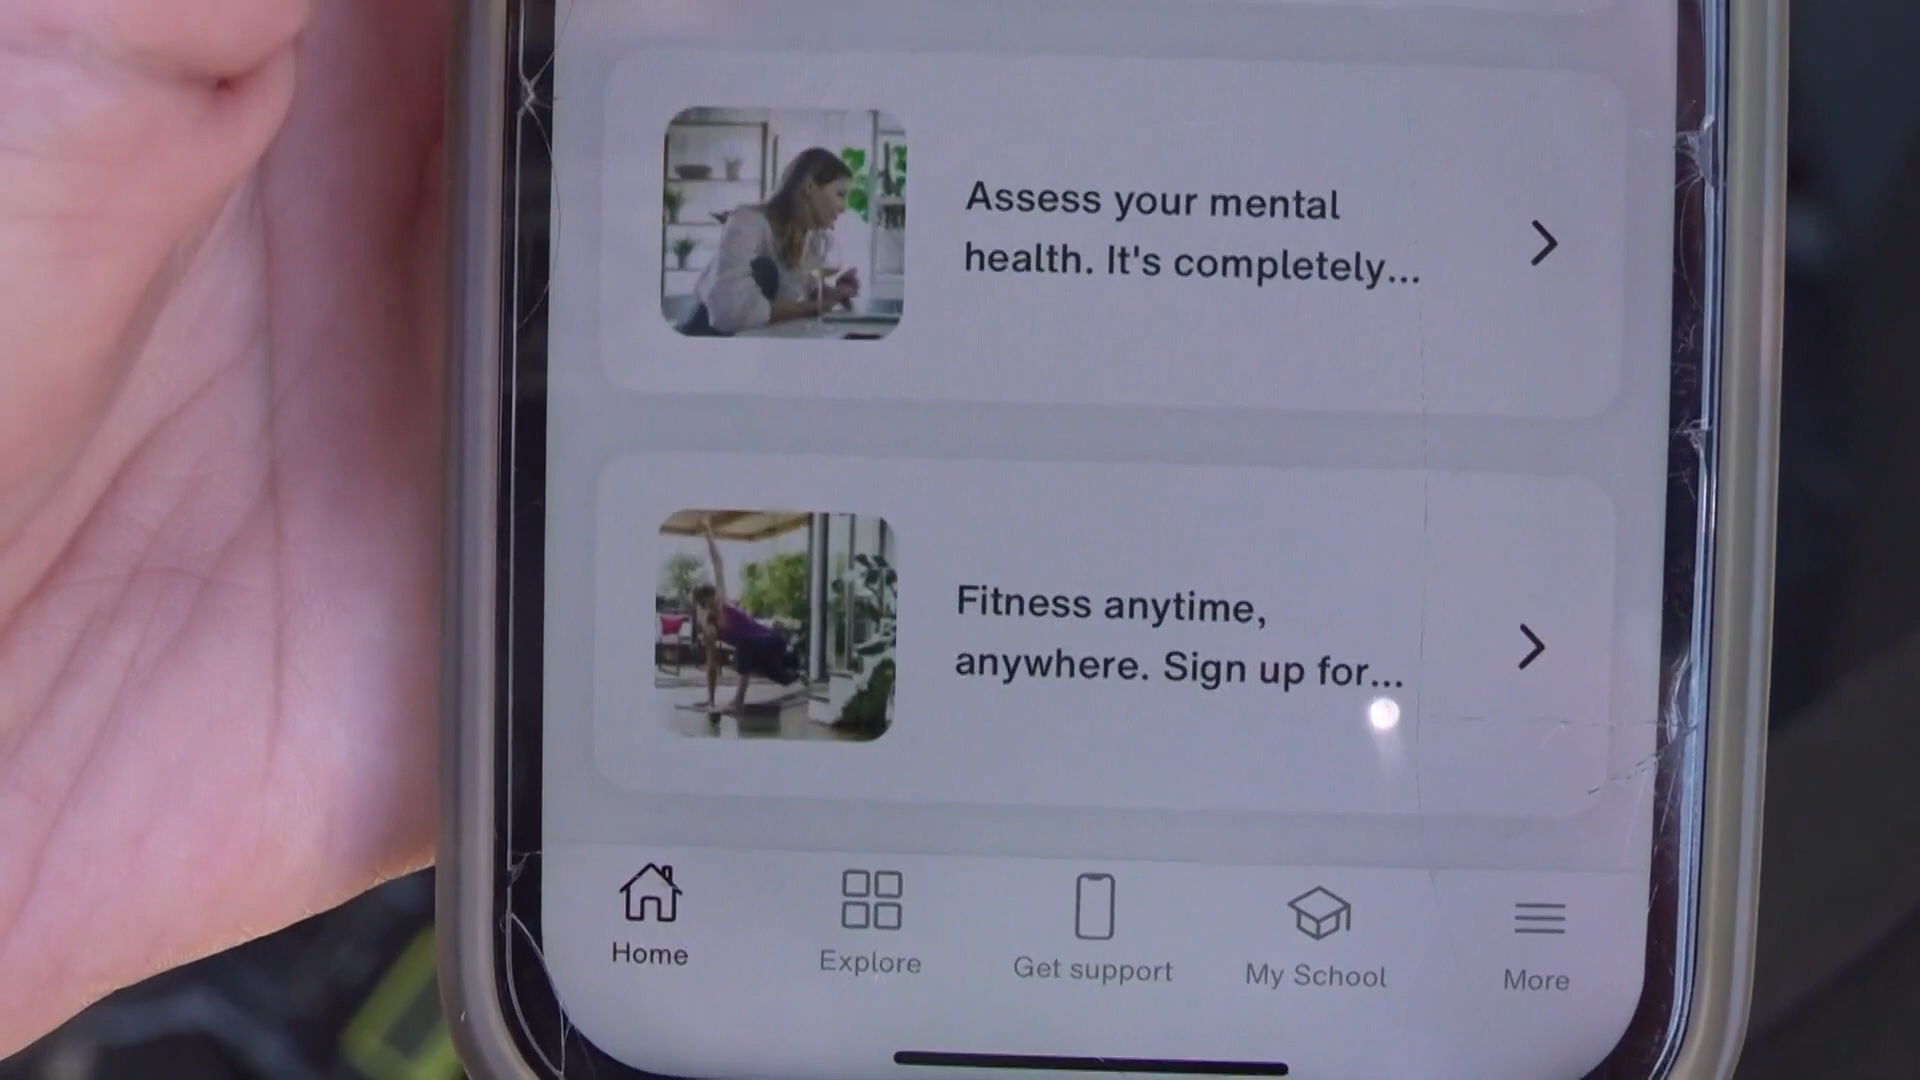 Assess your mental
health. It's completely...
Fitness anytime,
anywhere. Sign up for...
Home
Explore
Get support
My School
More